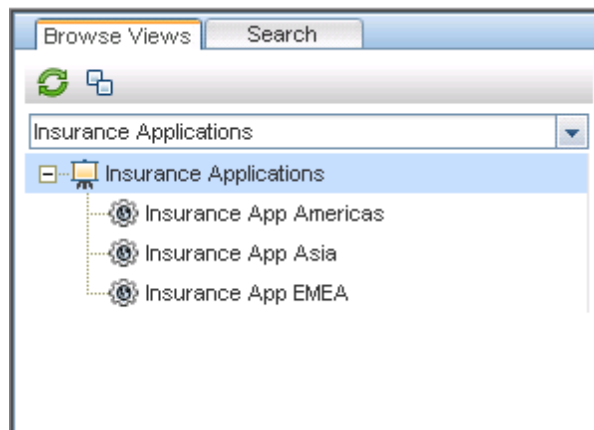 Browse Views Search
Insurance Applications
Insurance Applications
Insurance App Americas
Insurance App Asia
Insurance App EMEA